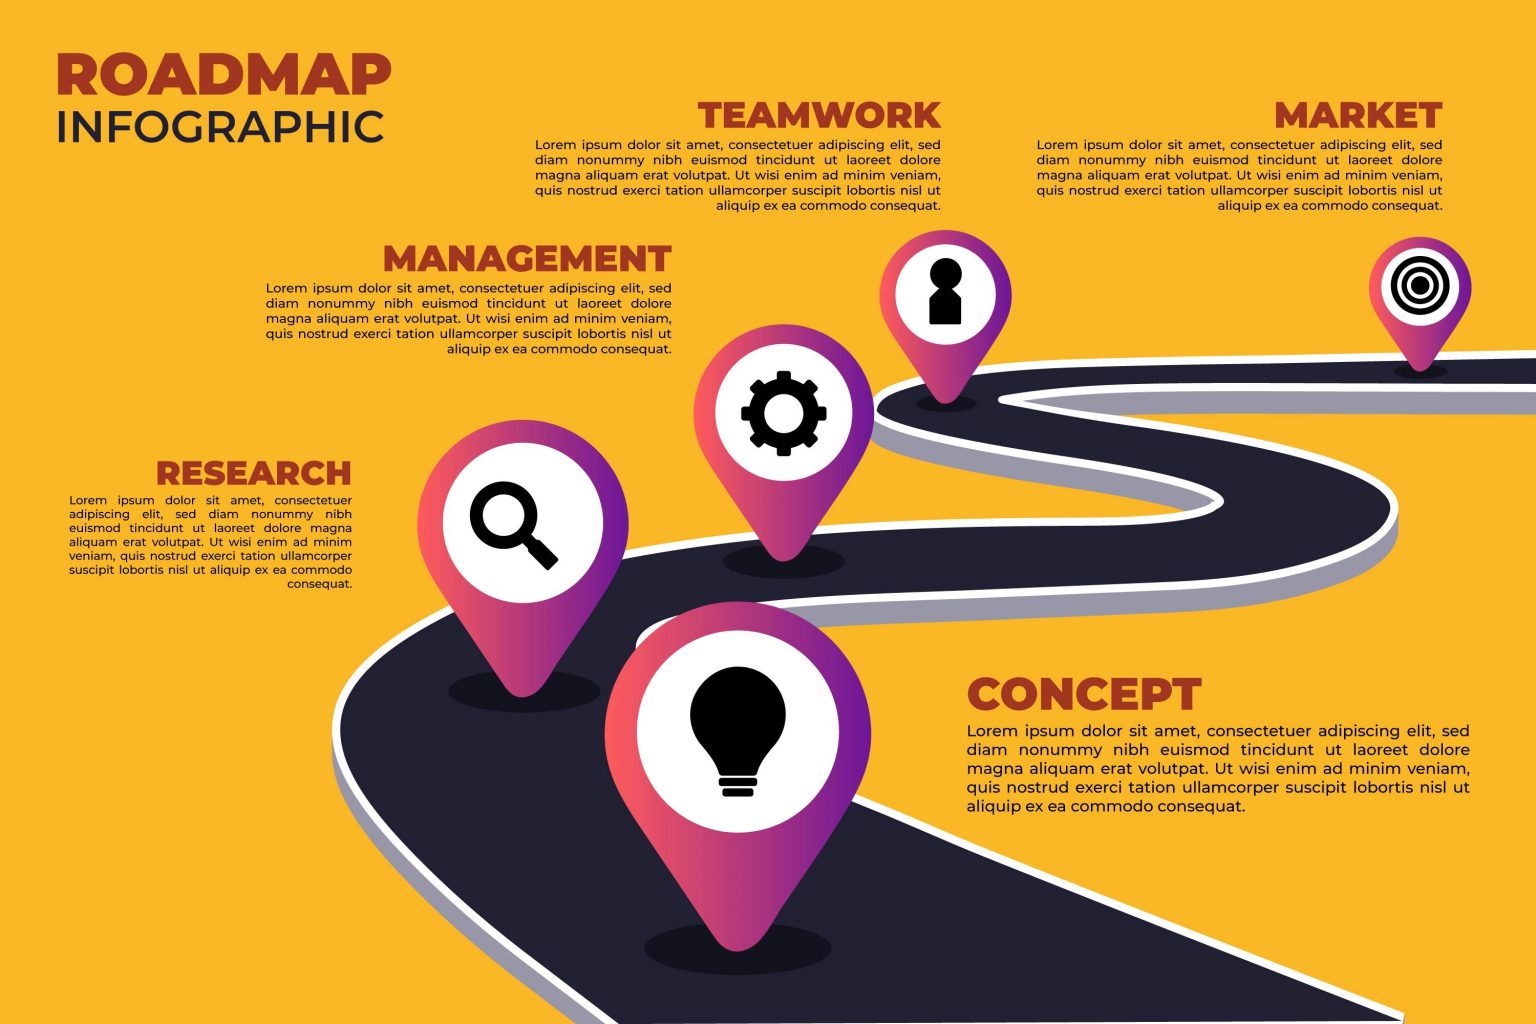 ROADMAP
INFOGRAPHIC
TEAMWORK
Lorem ipsum dolor sit amet, consectetuer adipiscing elit, sed
diam nonummy nibh euismod tincidunt ut laoreet dolore
magna aliquam erat volutpat. Ut wisi enim ad minim veniam,
quis nostrud exerci tation ullamcorper suscipit lobortis nisl ut
aliquip ex ea commodo consequat.
MARKET
Lorem ipsum dolor sit amet, consectetuer adipiscing elit, sed
diam nonummy nibh euismod tincidunt ut laoreet dolore
magna aliquam erat volutpat. Ut wisi enim ad minim veniam,
quis nostrud exerci tation ullamcorper suscipit lobortis nisl ut
aliquip ex ea commodo consequat.
MANAGEMENT
Lorem ipsum dolor sit amet, consectetuer adipiscing elit, sed
diam nonummy nibh euismod tincidunt ut laoreet dolore
magna aliquam erat volutpat. Ut wisi enim ad minim veniam,
quis nostrud exerci tation ullamcorper suscipit lobortis nisl ut
aliquip ex ea commodo consequat.
RESEARCH
Lorem ipsum dolor sit amet, consectetuer
adipiscing elit, sed diam nonummy nibh
euismod tincidunt ut laoreet dolore magna
aliquam erat volutpat. Ut wisi enim ad minim
veniam, quis nostrud exerci tation ullamcorper
suscipit lobortis nisl ut aliquip ex ea commodo
consequat.
CONCEPT
Lorem ipsum dolor sit amet, consectetuer adipiscing elit, sed
diam nonummy nibh euismod tincidunt ut laoreet dolore
magna aliquam erat volutpat. Ut wisi enim ad minim veniam,
quis nostrud exerci tation ullamcorper suscipit lobortis nisl ut
aliquip ex ea commodo consequat.